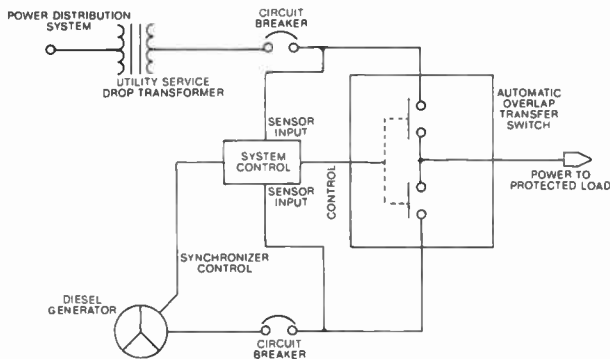 POWER DISTRIBUTION
SYSTEM
CIRCUIT
BREAKER
UTILITY SERVICE
DROP TRANSFORMER
AUTOMATIC
OVERLAP
TRANSFER
SWITCH
SENSOR
INPUT
SYSTEM
CONTROL
SENSOR
INPUT
CONTROL
POWER TO
PROTECTED LOAD
SYNCHRONIZER
CONTROL
DIESEL
GENERATOR
CIRCUIT
BREAKER